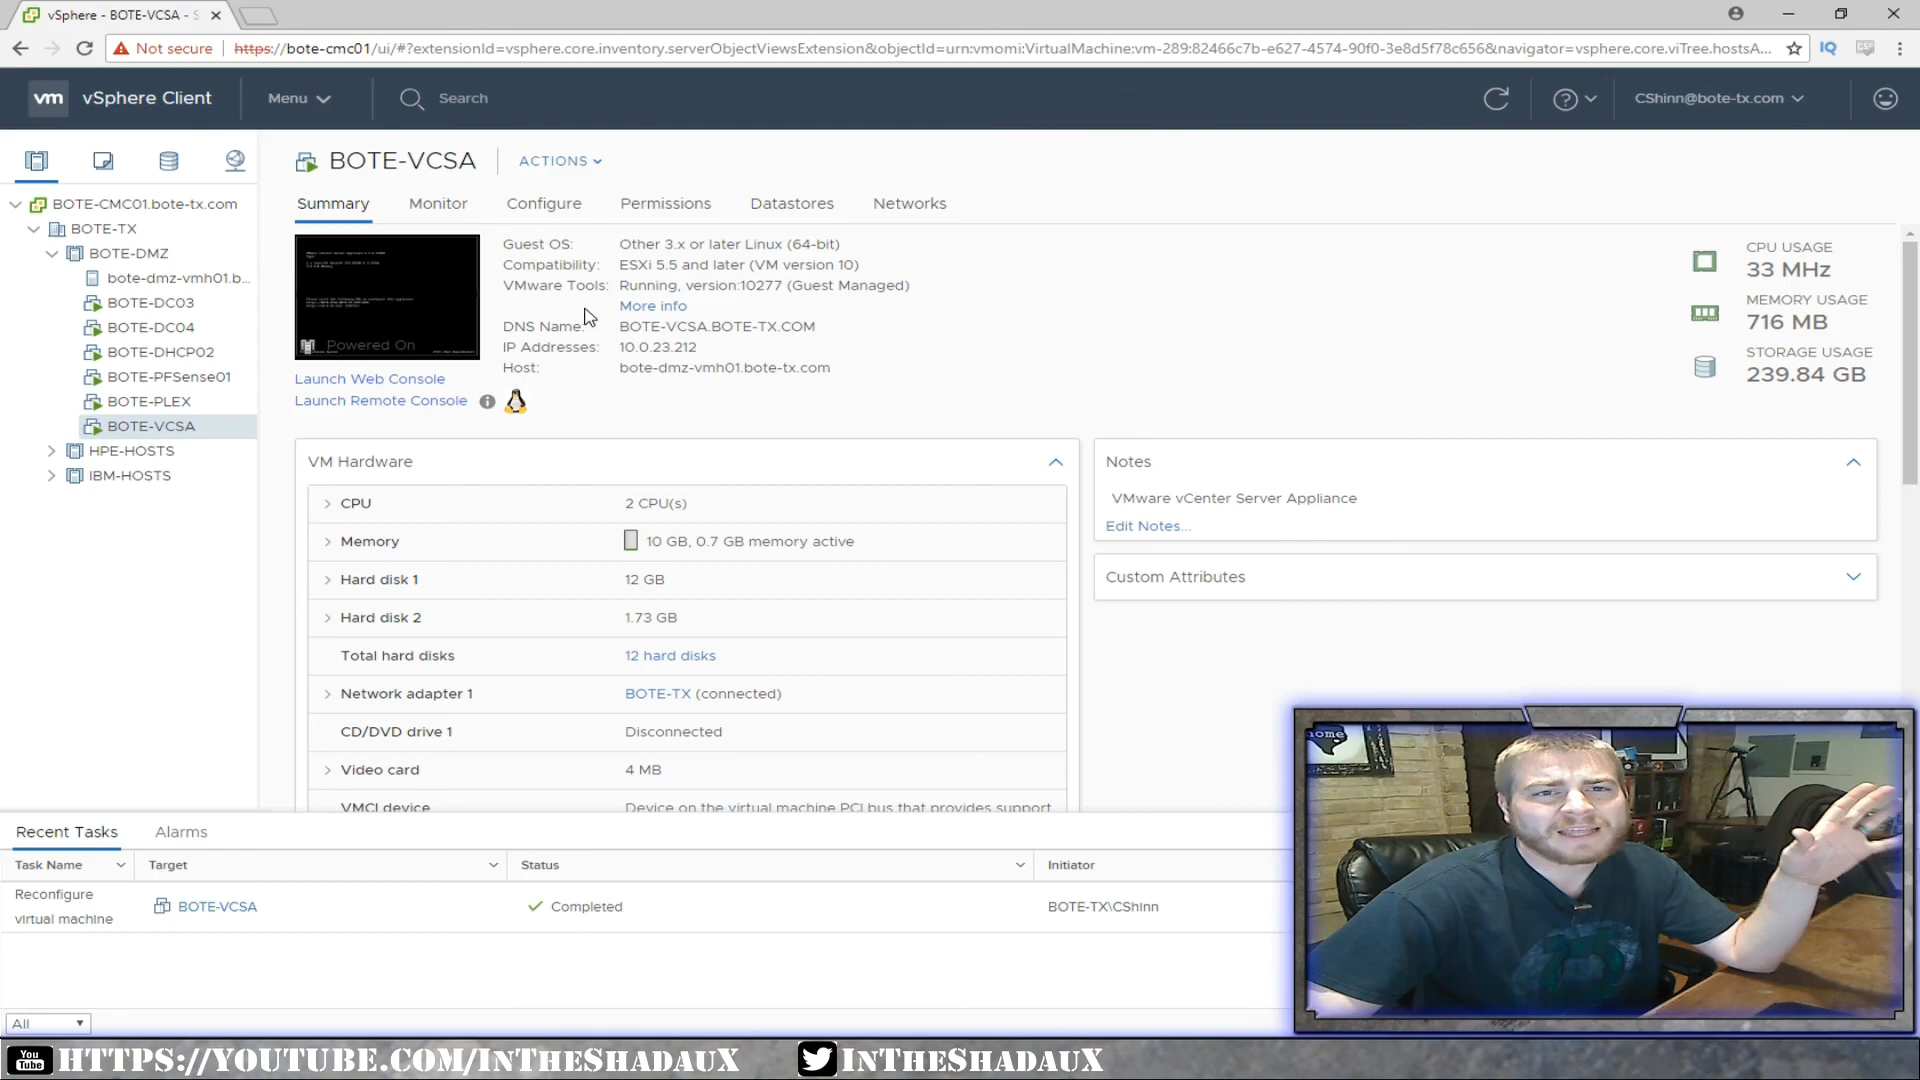 vSphere - BOTE-VCSA - S
Not secure
https://bote-cmc01/ui/#?extensionId=vsphere.core.inventory.serverObjectViewsExtension&objectId=urn:vmomi:VirtualMachine:vm-289:82466c7b-e627-4574-90f0-3e8d5f78c656&navigator=vsphere.core.viTree.hostsA...
IQ
vm
vSphere Client
Menu
Search
CShinn@bote-tx.com
BOTE-CMC01.bote-tx.com
BOTE-TX
BOTE-DMZ
bote-dmz-vmh01.b...
BOTE-DC03
BOTE-DC04
BOTE-DHCP02
BOTE-PFSense01
BOTE-PLEX
BOTE-VCSA
HPE-HOSTS
IBM-HOSTS
BOTE-VCSA
ACTIONS
Summary
Monitor
Configure
Permissions
Datastores
Networks
Powered On
Launch Web Console
Launch Remote Console
Guest OS: Other 3.x or later Linux (64-bit)
Compatibility: ESXi 5.5 and later (VM version 10)
VMware Tools: Running, version:10277 (Guest Managed)
More info
DNS Name: BOTE-VCSA.BOTE-TX.COM
IP Addresses: 10.0.23.212
Host: bote-dmz-vmh01.bote-tx.com
CPU USAGE
33 MHz
MEMORY USAGE
716 MB
STORAGE USAGE
239.84 GB
VM Hardware
CPU 2 CPU(s)
Memory 10 GB, 0.7 GB memory active
Hard disk 1 12 GB
Hard disk 2 1.73 GB
Total hard disks 12 hard disks
Network adapter 1 BOTE-TX (connected)
CD/DVD drive 1 Disconnected
Video card 4 MB
VMCI device Device on the virtual machine PCI bus that provides support
Notes
VMware vCenter Server Appliance
Edit Notes...
Custom Attributes
Recent Tasks
Alarms
Task Name Target Status Initiator
Reconfigure
virtual machine
BOTE-VCSA Completed BOTE-TX\CShinn
All
home
You
Tube
HTTPS://YOUTUBE.COM/INTHESHADAUX
INTHESHADAUX